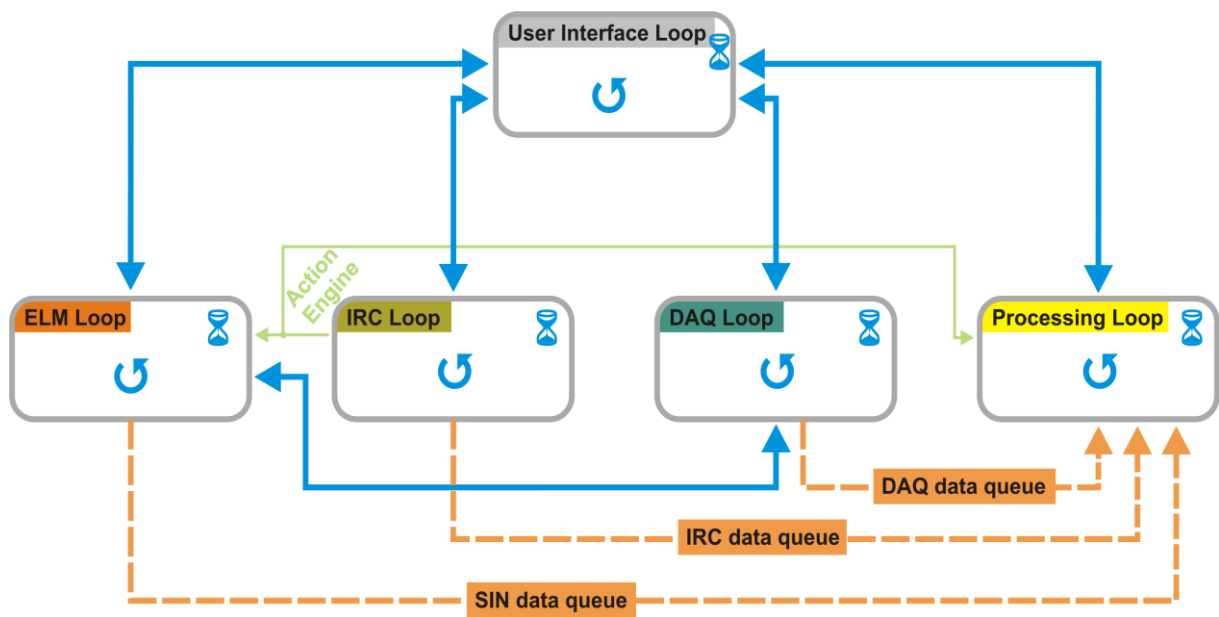 User Interface Loop
Action
Engine
ELM Loop
IRC Loop
DAQ Loop
Processing Loop
DAQ data queue
IRC data queue
SIN data queue